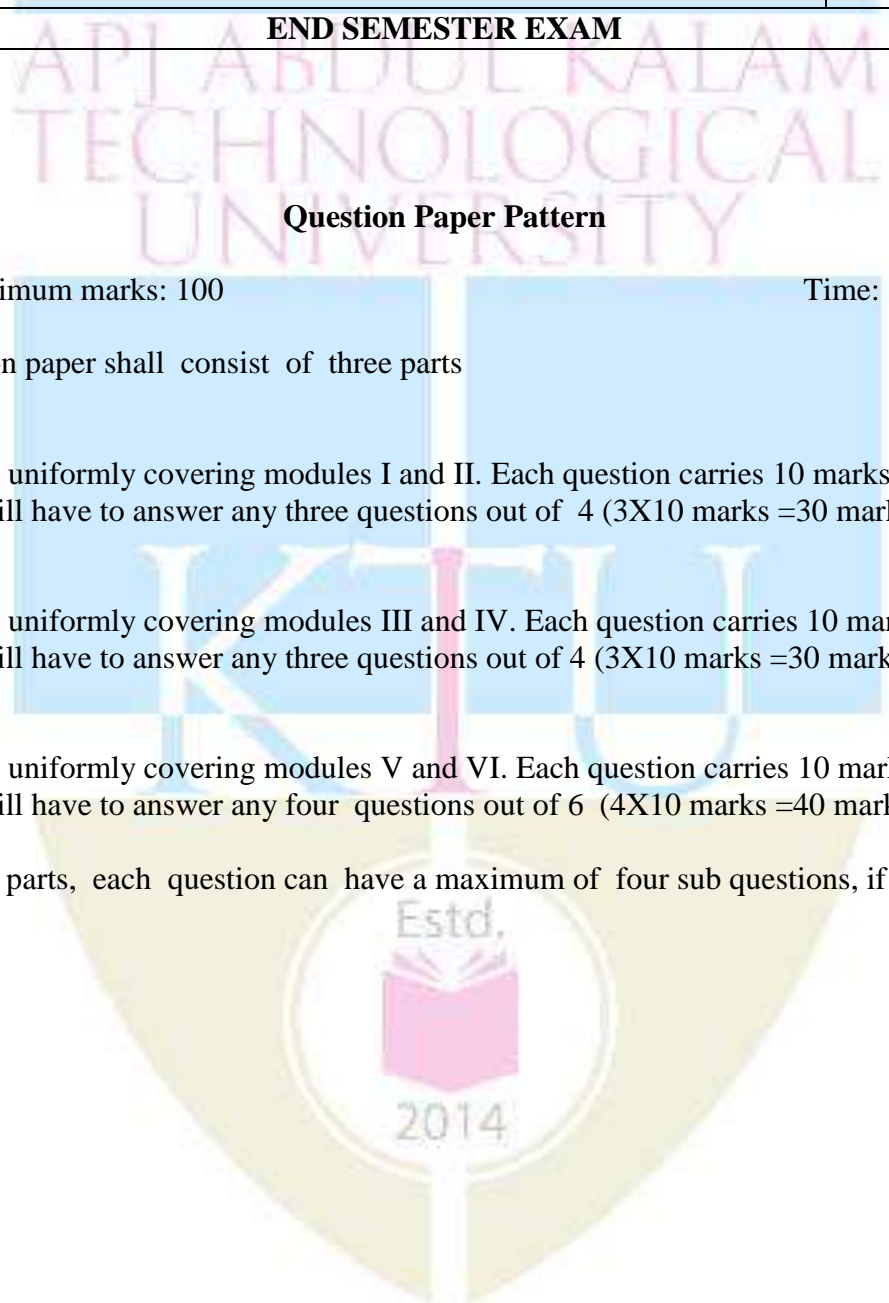 END SEMESTER EXAM
API ABDUL KALAM
TECHNOLOGICAL
UNIVERSITY
Question Paper Pattern
imum marks: 100 Time:
n paper shall consist of three parts
uniformly covering modules I and II. Each question carries 10 marks
ill have to answer any three questions out of 4 (3X10 marks =30 mar
KTU
uniformly covering modules III and IV. Each question carries 10 mar
ill have to answer any three questions out of 4 (3X10 marks =30 mark
uniformly covering modules V and VI. Each question carries 10 mar
ill have to answer any four questions out of 6 (4X10 marks =40 mark
parts, each question can have a maximum of four sub questions, if
Estd.
2014